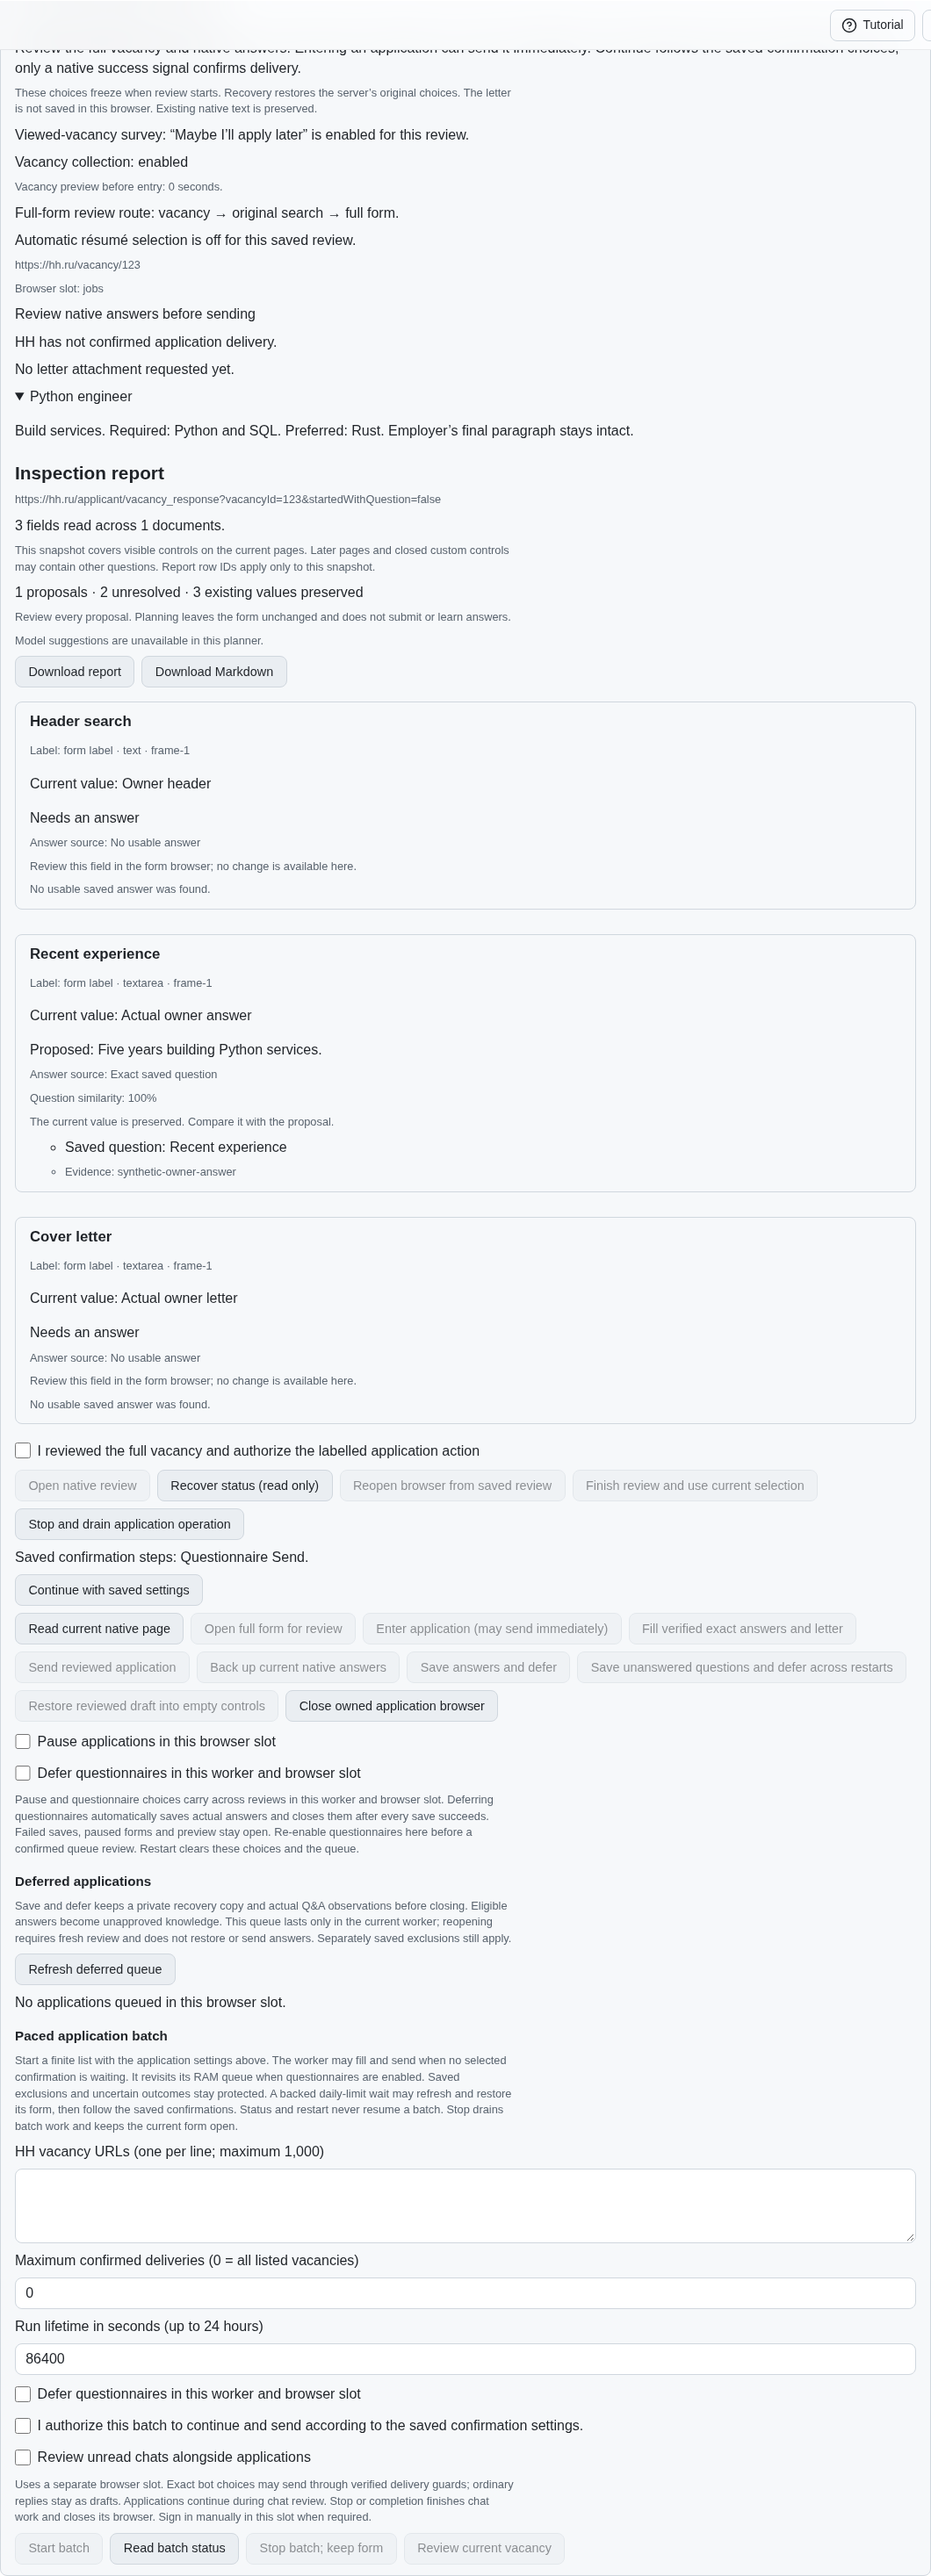 Tutorial
Review the full vacancy and native answers. Entering an application can send it immediately. Continue follows the saved confirmation choices;
only a native success signal confirms delivery.
These choices freeze when review starts. Recovery restores the server’s original choices. The letter
is not saved in this browser. Existing native text is preserved.
Viewed-vacancy survey: “Maybe I’ll apply later” is enabled for this review.
Vacancy collection: enabled
Vacancy preview before entry: 0 seconds.
Full-form review route: vacancy → original search → full form.
Automatic résumé selection is off for this saved review.
https://hh.ru/vacancy/123
Browser slot: jobs
Review native answers before sending
HH has not confirmed application delivery.
No letter attachment requested yet.
▼ Python engineer
Build services. Required: Python and SQL. Preferred: Rust. Employer’s final paragraph stays intact.
Inspection report
https://hh.ru/applicant/vacancy_response?vacancyId=123&startedWithQuestion=false
3 fields read across 1 documents.
This snapshot covers visible controls on the current pages. Later pages and closed custom controls
may contain other questions. Report row IDs apply only to this snapshot.
1 proposals · 2 unresolved · 3 existing values preserved
Review every proposal. Planning leaves the form unchanged and does not submit or learn answers.
Model suggestions are unavailable in this planner.
Download report Download Markdown
Header search
Label: form label · text · frame-1
Current value: Owner header
Needs an answer
Answer source: No usable answer
Review this field in the form browser; no change is available here.
No usable saved answer was found.
Recent experience
Label: form label · textarea · frame-1
Current value: Actual owner answer
Proposed: Five years building Python services.
Answer source: Exact saved question
Question similarity: 100%
The current value is preserved. Compare it with the proposal.
Saved question: Recent experience
Evidence: synthetic-owner-answer
Cover letter
Label: form label · textarea · frame-1
Current value: Actual owner letter
Needs an answer
Answer source: No usable answer
Review this field in the form browser; no change is available here.
No usable saved answer was found.
I reviewed the full vacancy and authorize the labelled application action
Open native review Recover status (read only) Reopen browser from saved review Finish review and use current selection
Stop and drain application operation
Saved confirmation steps: Questionnaire Send.
Continue with saved settings
Read current native page Open full form for review Enter application (may send immediately) Fill verified exact answers and letter
Send reviewed application Back up current native answers Save answers and defer Save unanswered questions and defer across restarts
Restore reviewed draft into empty controls Close owned application browser
Pause applications in this browser slot
Defer questionnaires in this worker and browser slot
Pause and questionnaire choices carry across reviews in this worker and browser slot. Deferring
questionnaires automatically saves actual answers and closes them after every save succeeds.
Failed saves, paused forms and preview stay open. Re-enable questionnaires here before a
confirmed queue review. Restart clears these choices and the queue.
Deferred applications
Save and defer keeps a private recovery copy and actual Q&A observations before closing. Eligible
answers become unapproved knowledge. This queue lasts only in the current worker; reopening
requires fresh review and does not restore or send answers. Separately saved exclusions still apply.
Refresh deferred queue
No applications queued in this browser slot.
Paced application batch
Start a finite list with the application settings above. The worker may fill and send when no selected
confirmation is waiting. It revisits its RAM queue when questionnaires are enabled. Saved
exclusions and uncertain outcomes stay protected. A backed daily-limit wait may refresh and restore
its form, then follow the saved confirmations. Status and restart never resume a batch. Stop drains
batch work and keeps the current form open.
HH vacancy URLs (one per line; maximum 1,000)
Maximum confirmed deliveries (0 = all listed vacancies)
0
Run lifetime in seconds (up to 24 hours)
86400
Defer questionnaires in this worker and browser slot
I authorize this batch to continue and send according to the saved confirmation settings.
Review unread chats alongside applications
Uses a separate browser slot. Exact bot choices may send through verified delivery guards; ordinary
replies stay as drafts. Applications continue during chat review. Stop or completion finishes chat
work and closes its browser. Sign in manually in this slot when required.
Start batch Read batch status Stop batch; keep form Review current vacancy